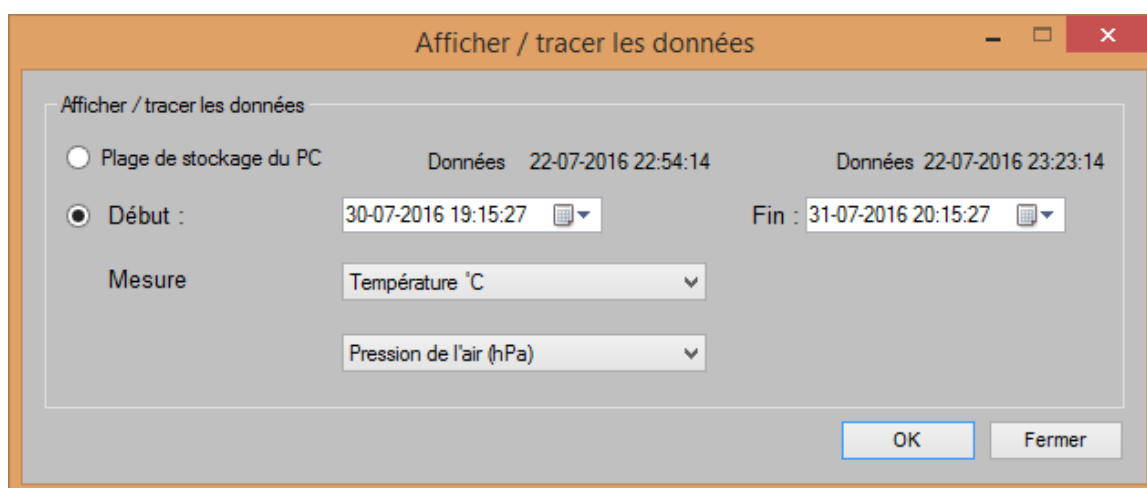 Afficher / tracer les données
Afficher / tracer les données
Plage de stockage du PC Données 22-07-2016 22:54:14 Données 22-07-2016 23:23:14
Début : 30-07-2016 19:15:27 Fin : 31-07-2016 20:15:27
Mesure Température °C
Pression de l'air (hPa)
OK Fermer